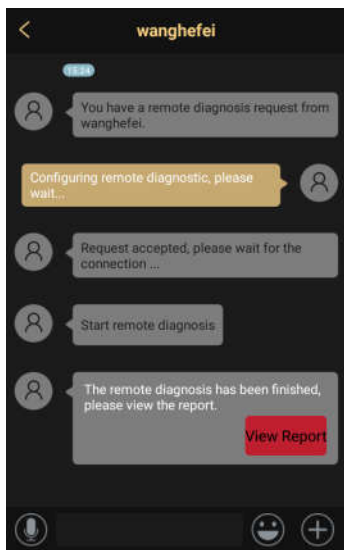 wanghefei
15:24
You have a remote diagnosis request from
wanghefei.
Configuring remote diagnostic, please
wait...
Request accepted, please wait for the
connection ...
Start remote diagnosis
The remote diagnosis has been finished,
please view the report.
View Report